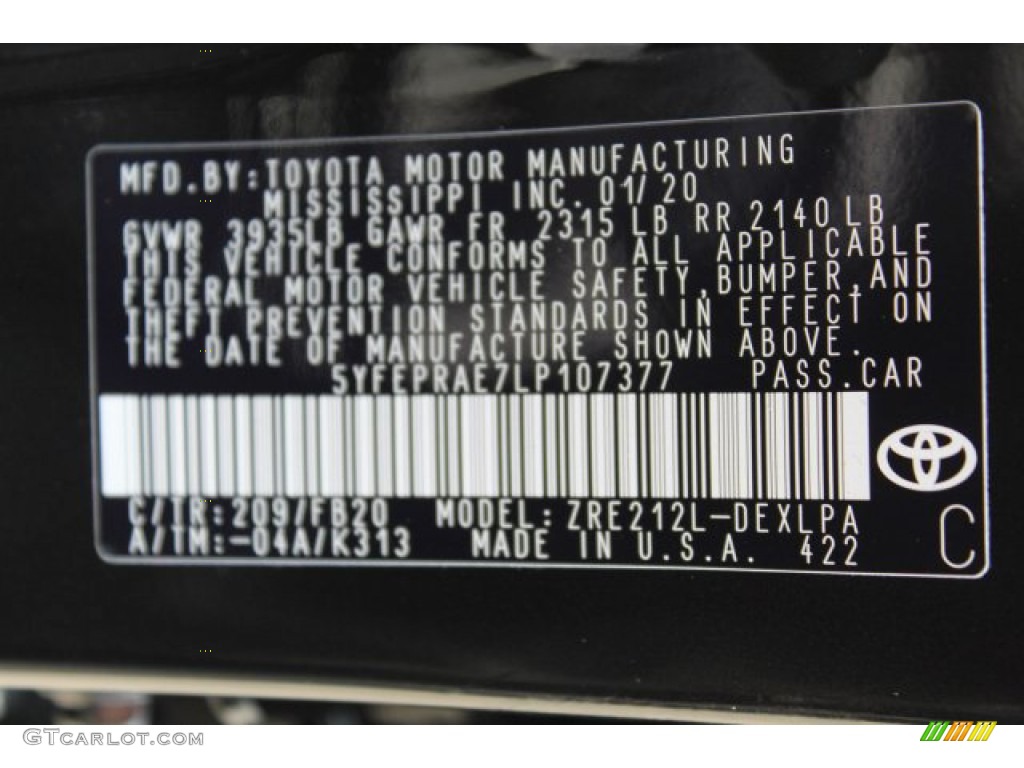 MFD.BY:TOYOTA MOTOR MANUFACTURING
MISSISSIPPI INC. 01/20
GVWR 3935LB GAWR FR 2315 LB RR 2140 LB
THIS VEHICLE CONFORMS TO ALL APPLICABLE
FEDERAL MOTOR VEHICLE SAFETY,BUMPER,AND
THEFT PREVENTION STANDARDS IN EFFECT ON
THE DATE OF MANUFACTURE SHOWN ABOVE.
5YFEPRAE7LP107377 PASS.CAR
C/TR:209/FB20 MODEL:ZRE212L-DEXLPA
A/TM:-04A/K313 MADE IN U.S.A. 422
C
GTCarlot.com